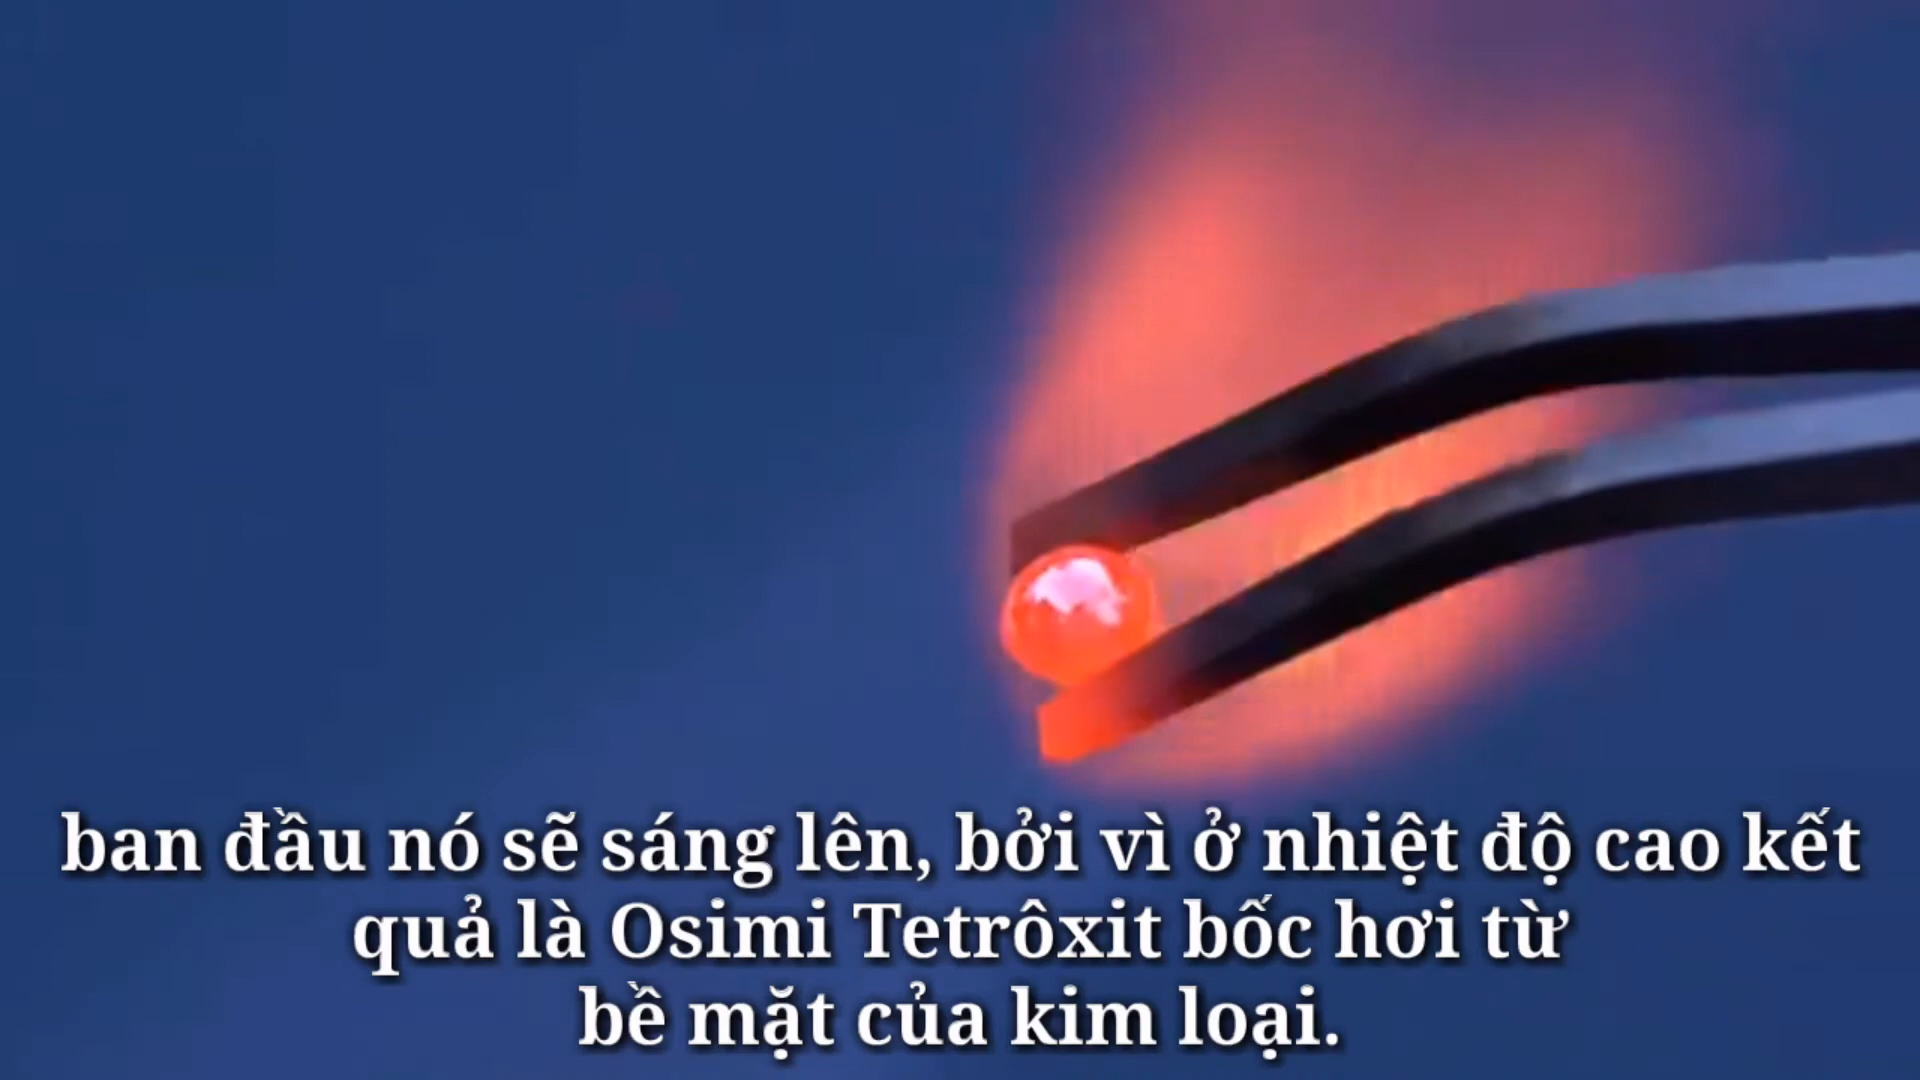 ban đầu nó sẽ sáng lên, bởi vì ở nhiệt độ cao kết
quả là Osimi Tetrôxit bốc hơi từ
bề mặt của kim loại.